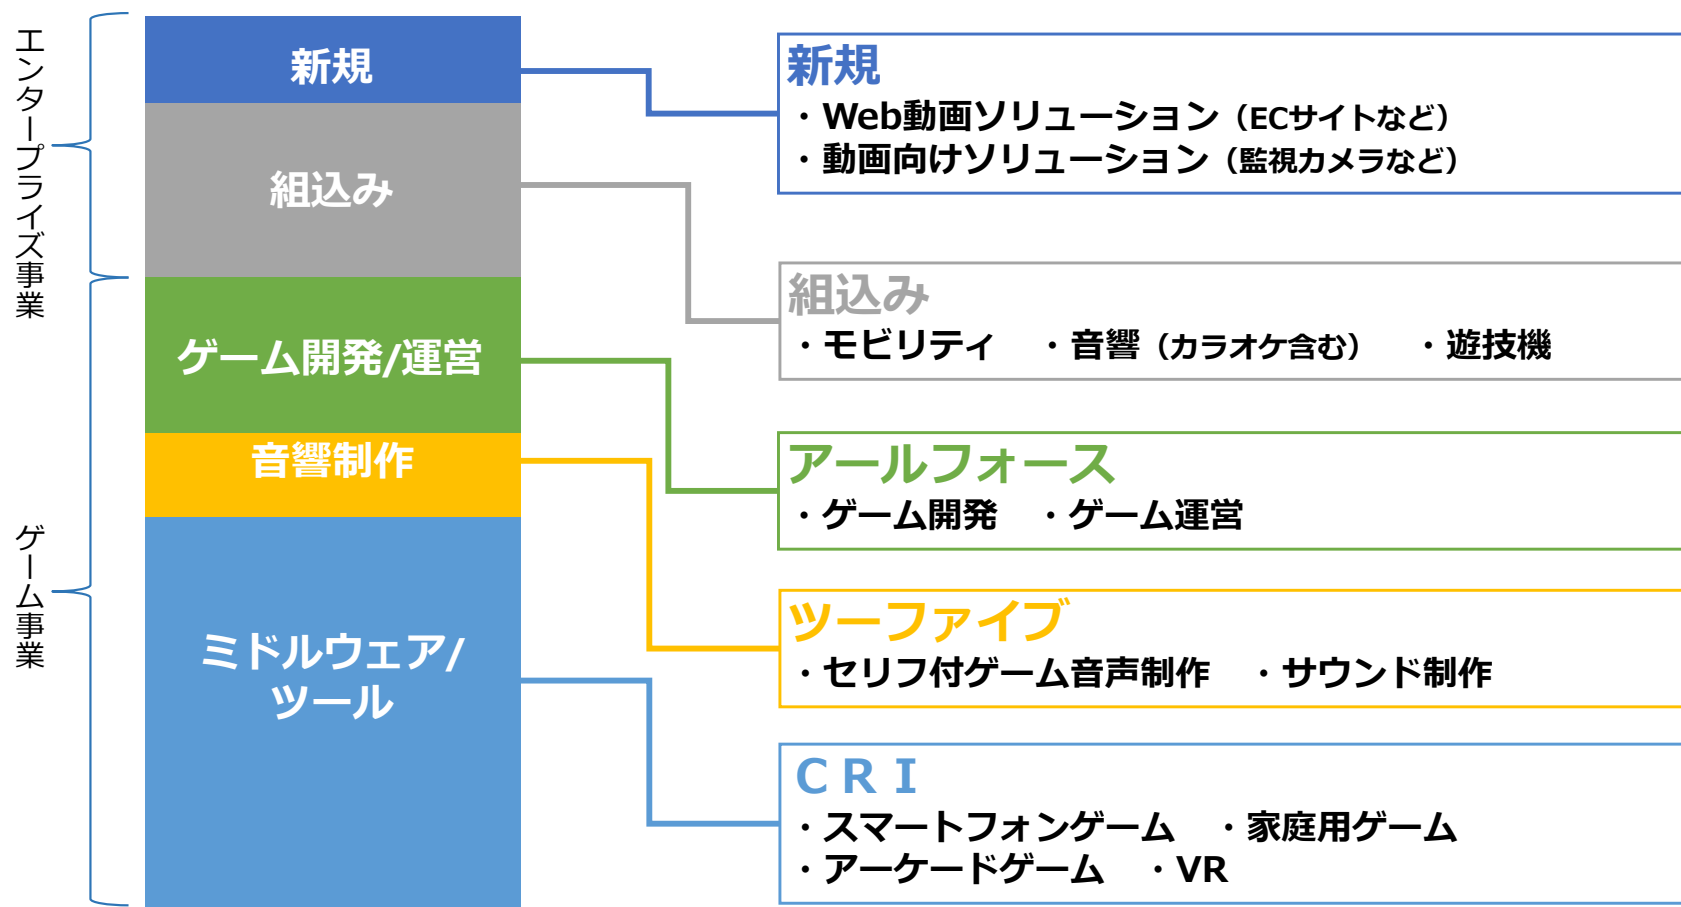 エンタープライズ事業
ゲーム事業
新規
組込み
ゲーム開発/運営
音響制作
ミドルウェア/
ツール
新規
・Web動画ソリューション（ECサイトなど）
・動画向けソリューション（監視カメラなど）
組込み
・モビリティ　・音響（カラオケ含む）　・遊技機
アールフォース
・ゲーム開発　・ゲーム運営
ツーファイブ
・セリフ付ゲーム音声制作　・サウンド制作
ＣＲＩ
・スマートフォンゲーム　・家庭用ゲーム
・アーケードゲーム　・VR